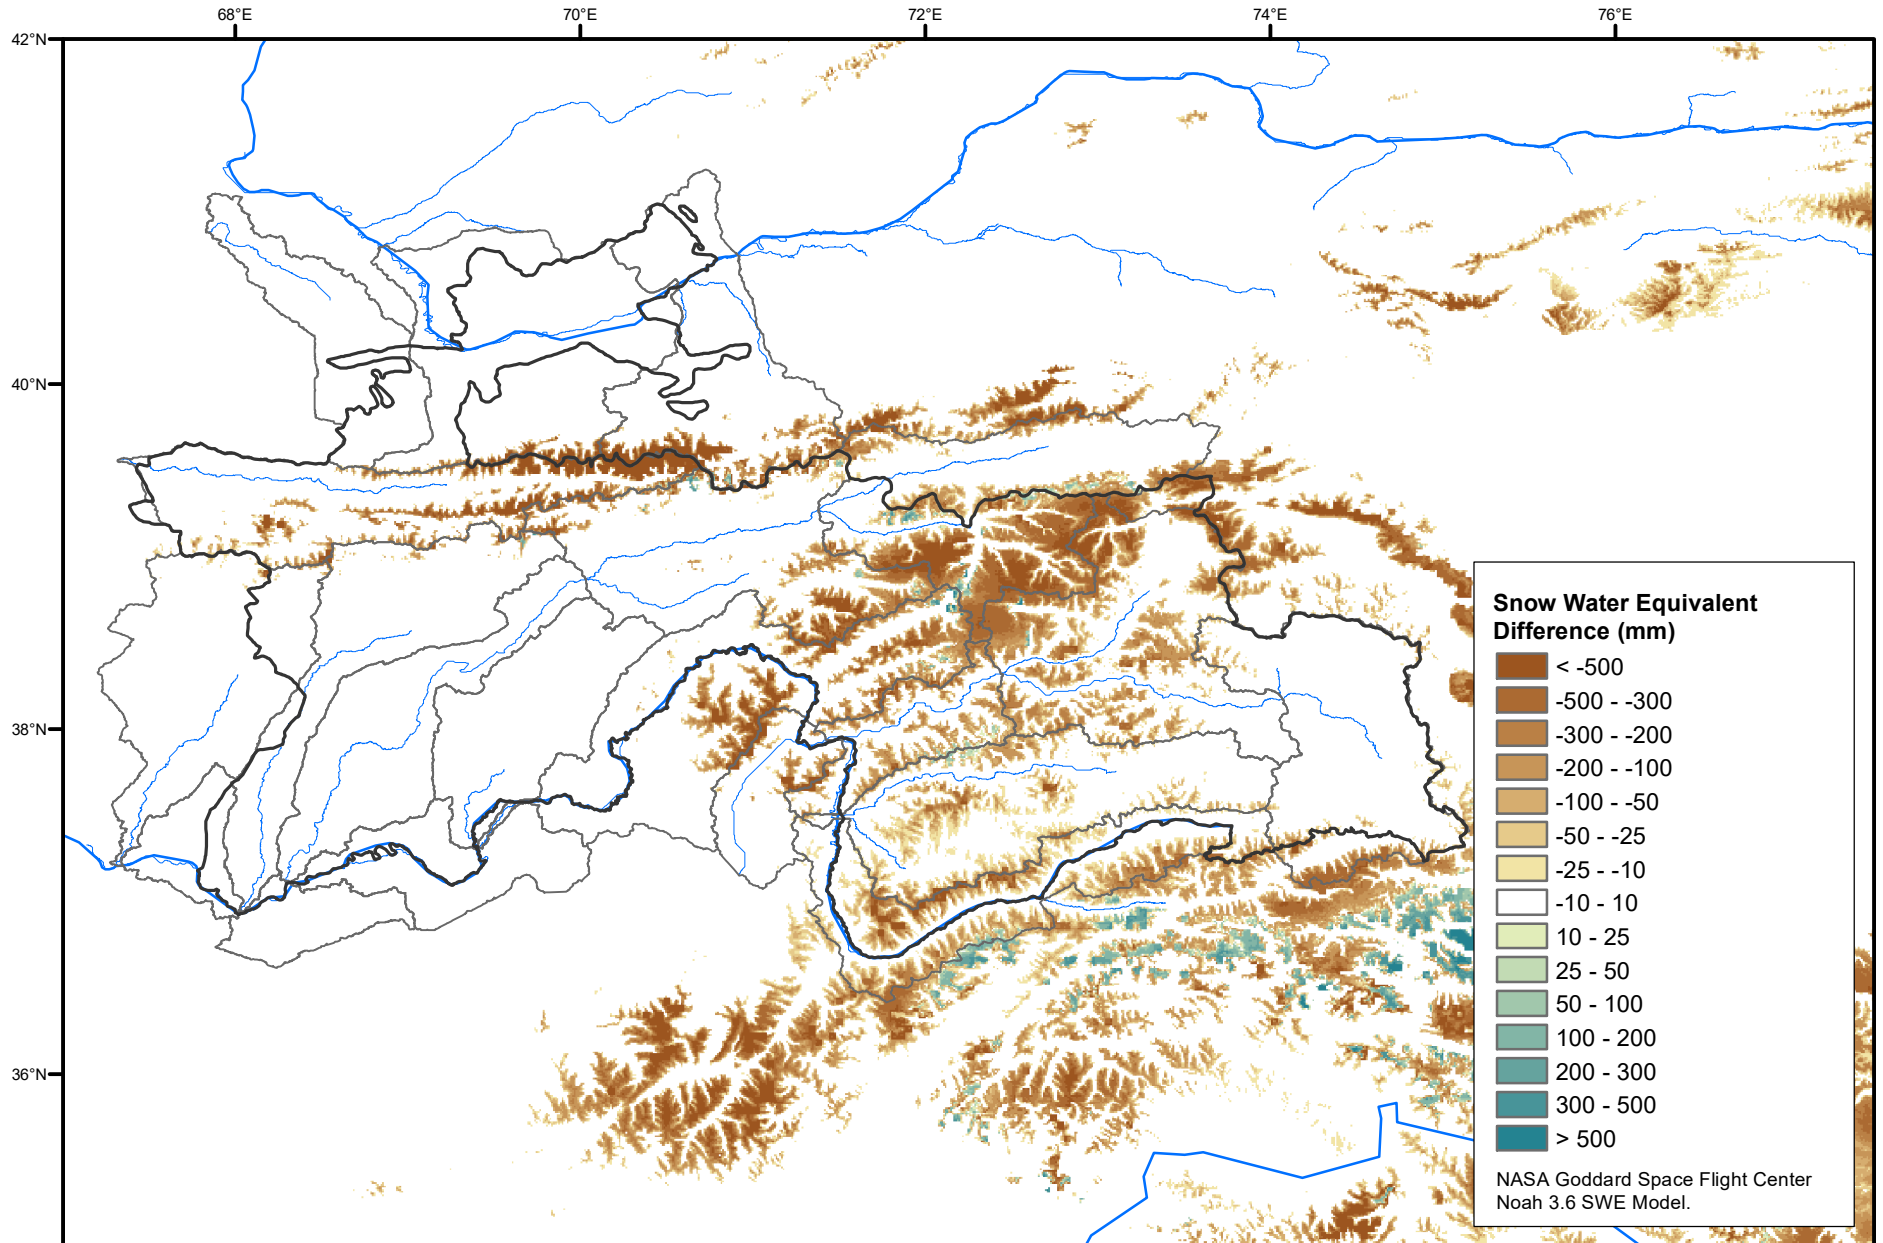 68°E
70°E
72°E
74°E
76°E
42°N
40°N
38°N
36°N
Snow Water Equivalent
Difference (mm)
< -500
-500 - -300
-300 - -200
-200 - -100
-100 - -50
-50 - -25
-25 - -10
-10 - 10
10 - 25
25 - 50
50 - 100
100 - 200
200 - 300
300 - 500
> 500
NASA Goddard Space Flight Center
Noah 3.6 SWE Model.